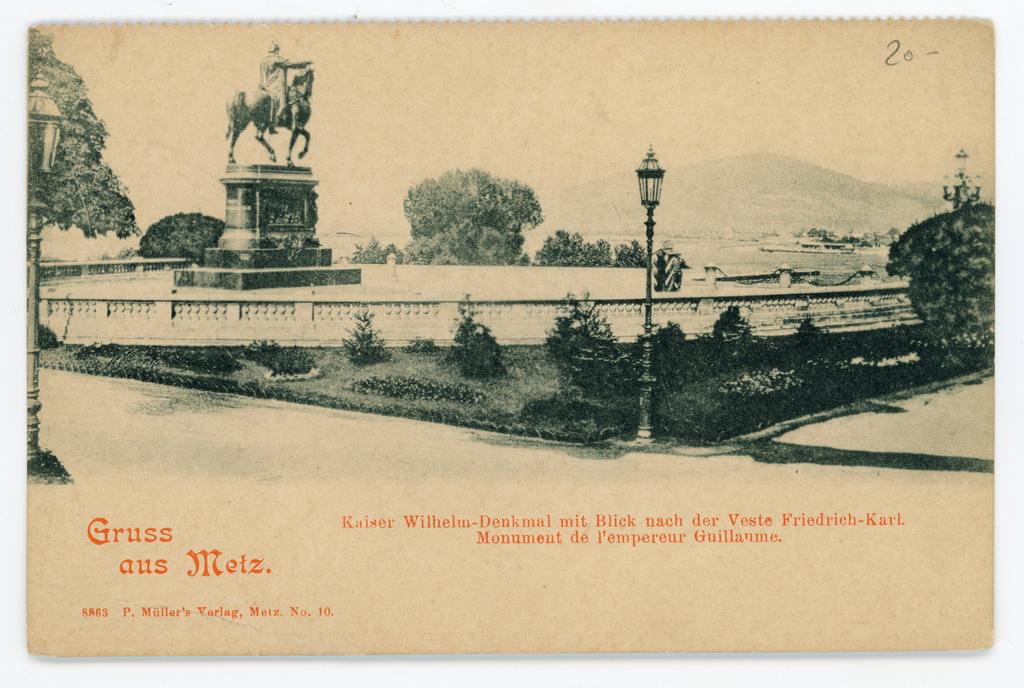 20-
Kaiser Wilhelm-Denkmal mit Blick nach der Veste Friedrich-Karl.
Monument de l'empereur Guillaume.
Gruss
aus Metz.
8863 P. Müller's Verlag, Metz. No. 10.